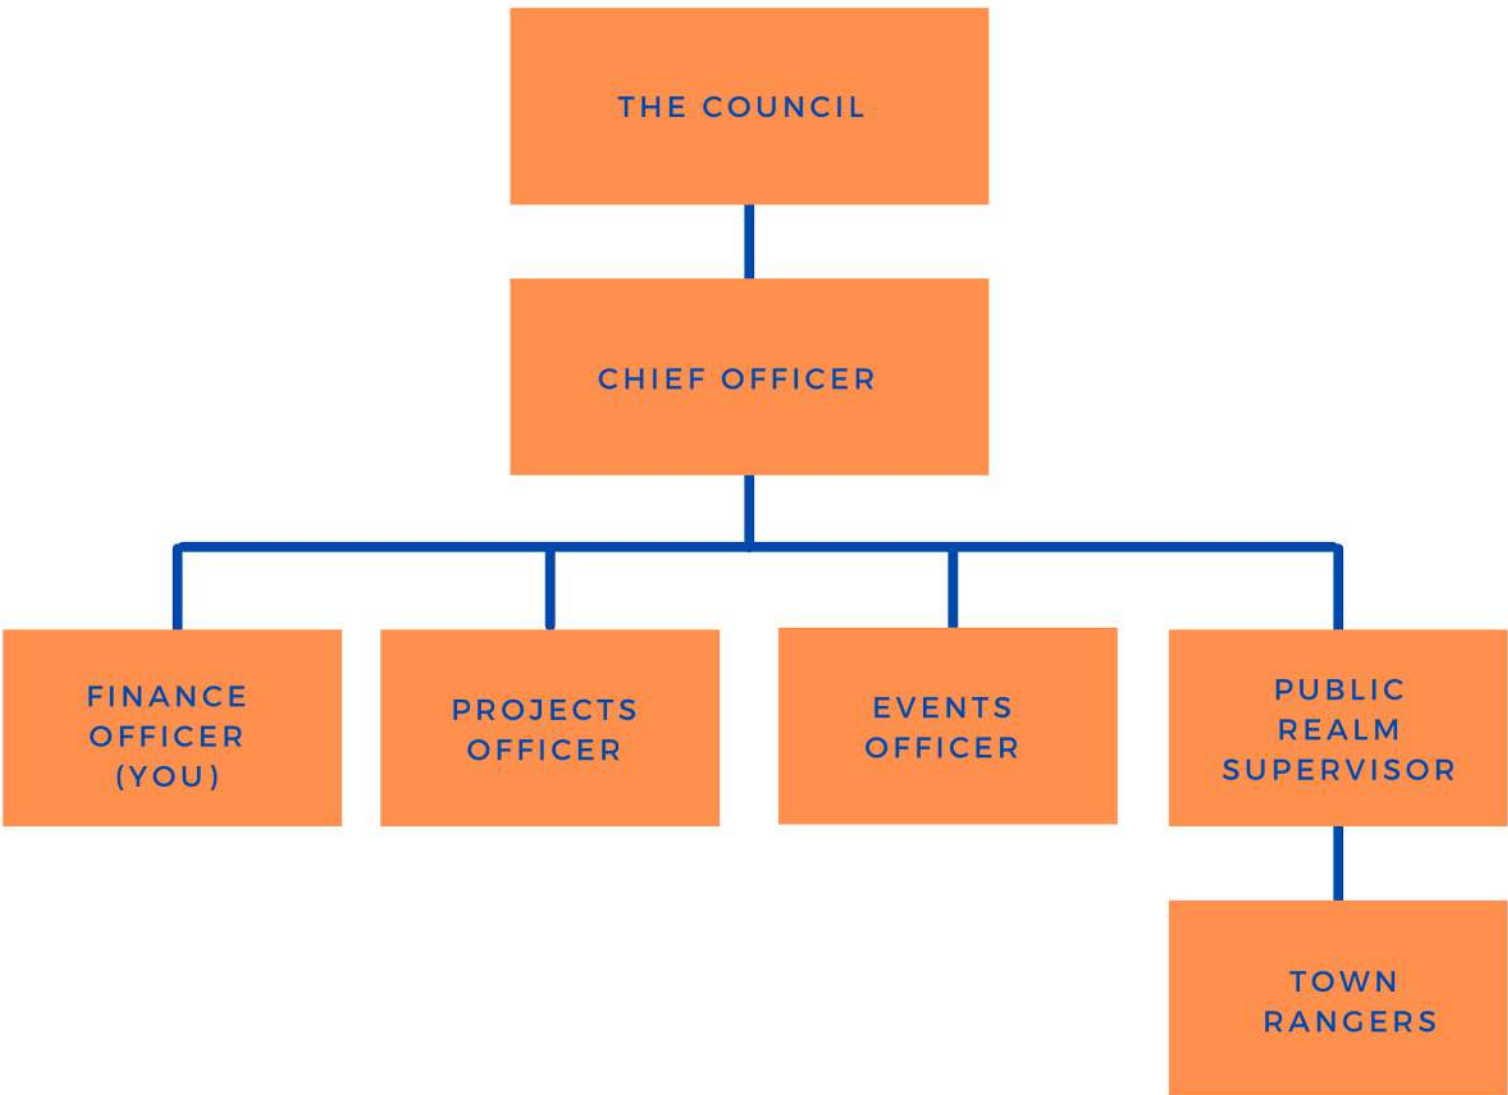 THE COUNCIL
CHIEF OFFICER
FINANCE
OFFICER
(YOU)
PROJECTS
OFFICER
EVENTS
OFFICER
PUBLIC
REALM
SUPERVISOR
TOWN
RANGERS